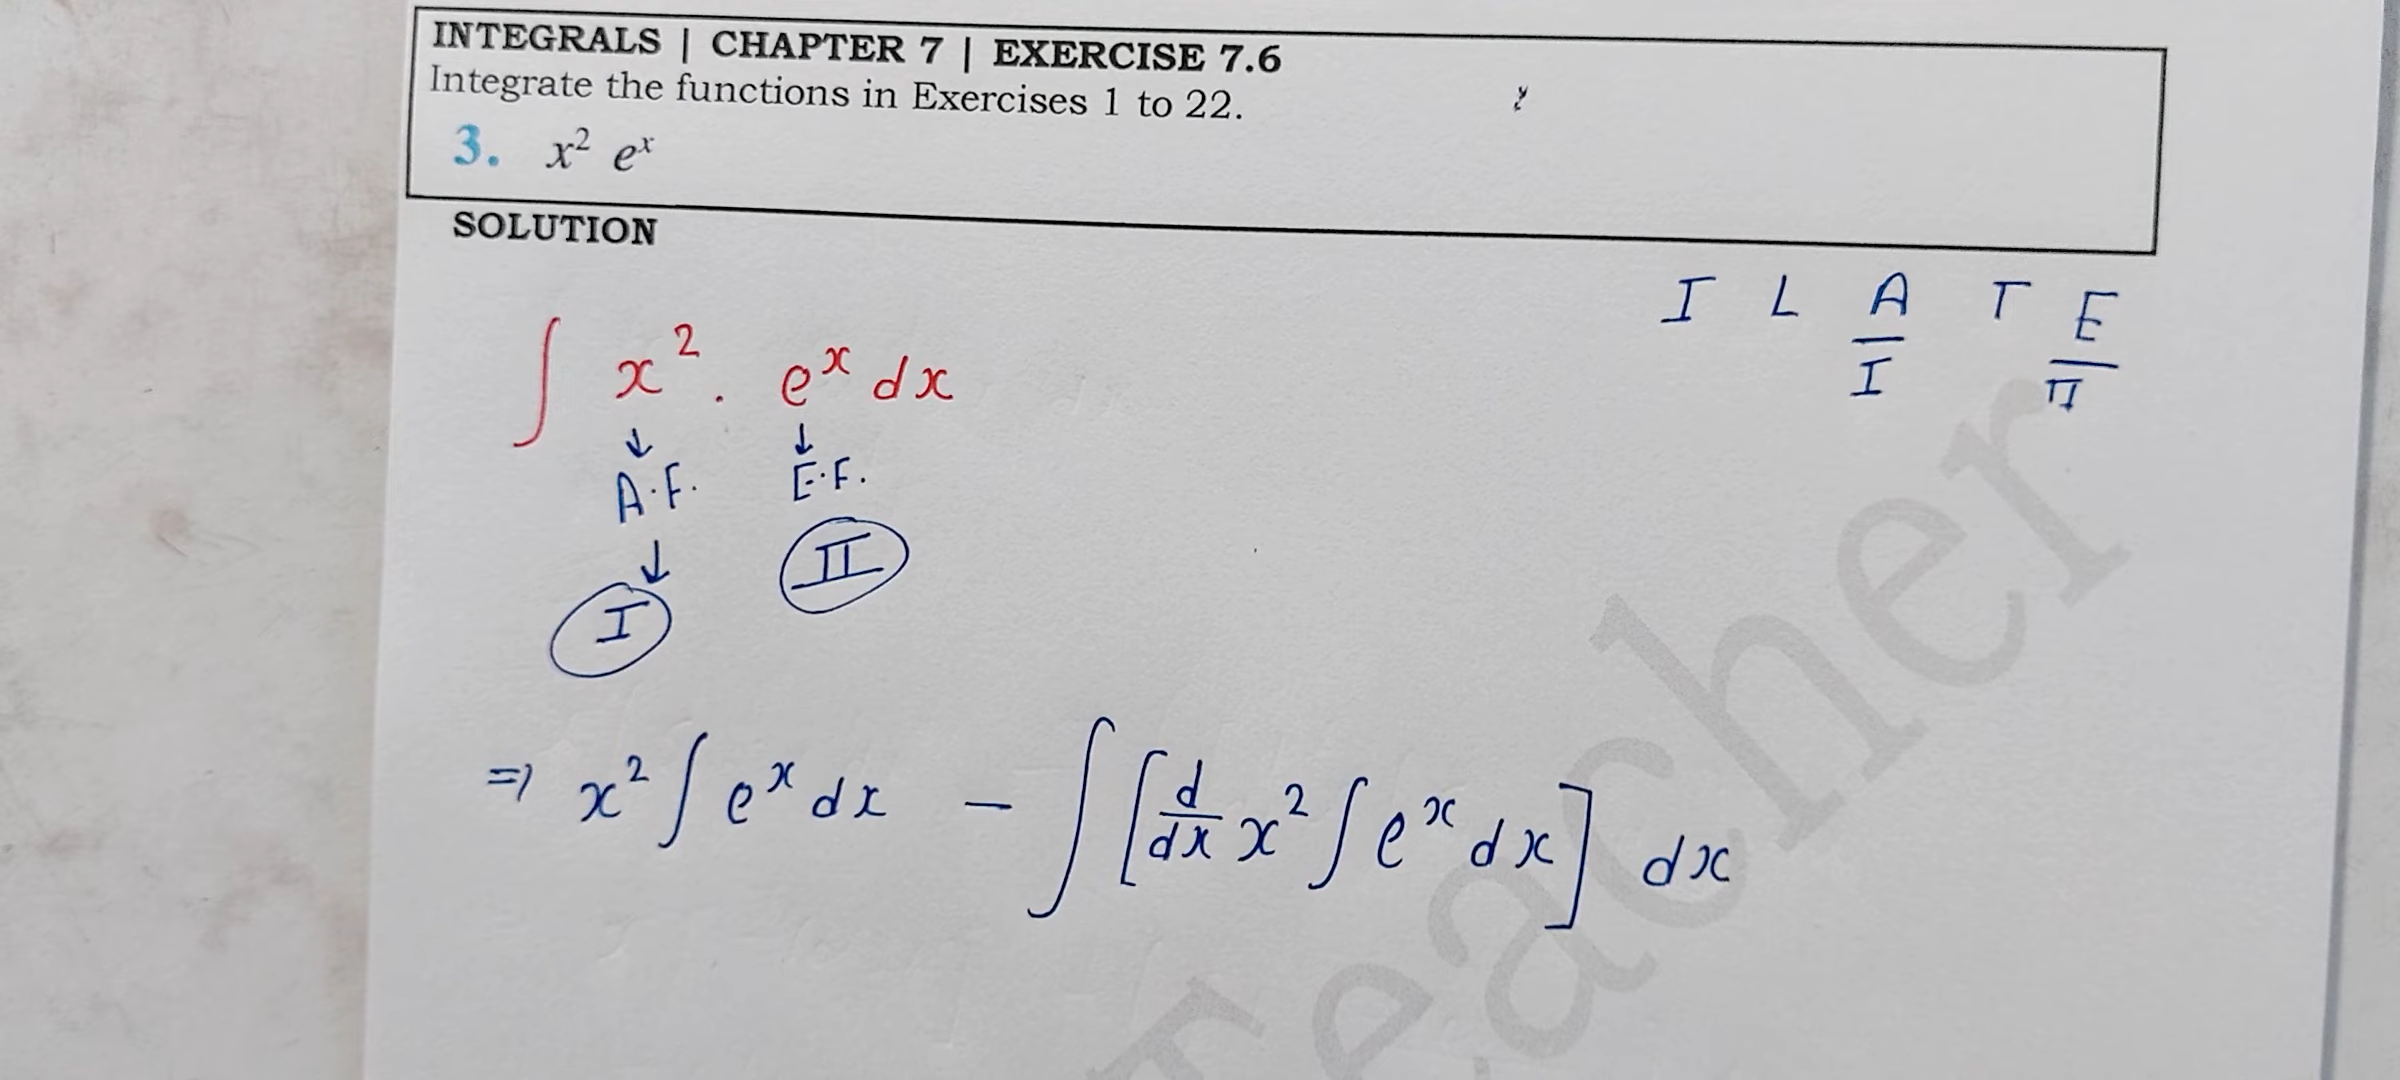 INTEGRALS | CHAPTER 7 | EXERCISE 7.6
Integrate the functions in Exercises 1 to 22.
3. x² eˣ
SOLUTION
I L A T E
I II
∫ x² . eˣ dx
↓ ↓
A.F. E.F.
↓
I II
⇒ x² ∫ eˣ dx − ∫ [d/dx x² ∫ eˣ dx] dx
Teacher